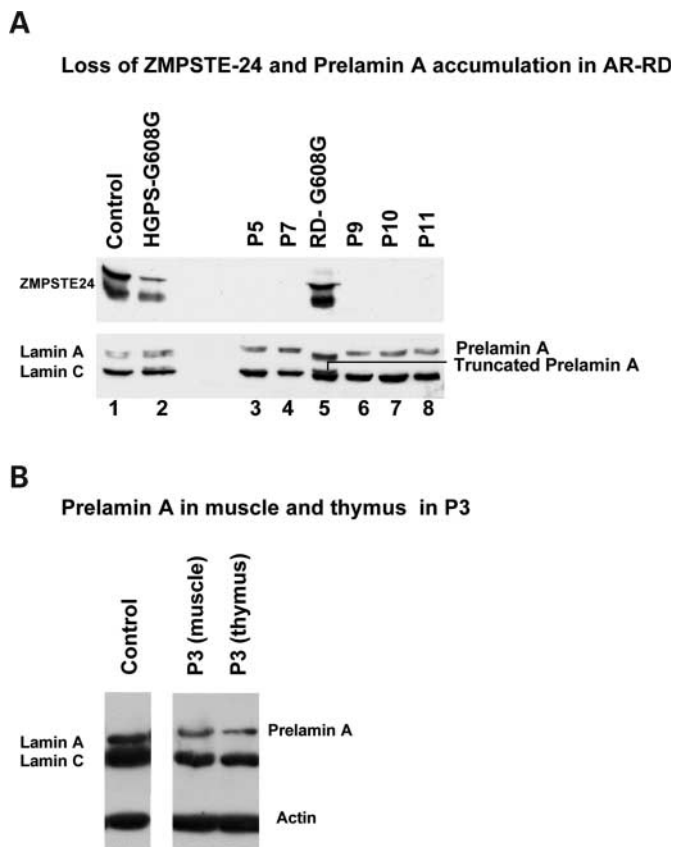 A
Loss of ZMPSTE-24 and Prelamin A accumulation in AR-RD
Control
HGPS-G608G
P5
P7
RD- G608G
P9
P10
P11
ZMPSTE24
Lamin A
Prelamin A
Truncated Prelamin A
Lamin C
1 2 3 4 5 6 7 8
B
Prelamin A in muscle and thymus in P3
Control
P3 (muscle)
P3 (thymus)
Prelamin A
Lamin A
Lamin C
Actin